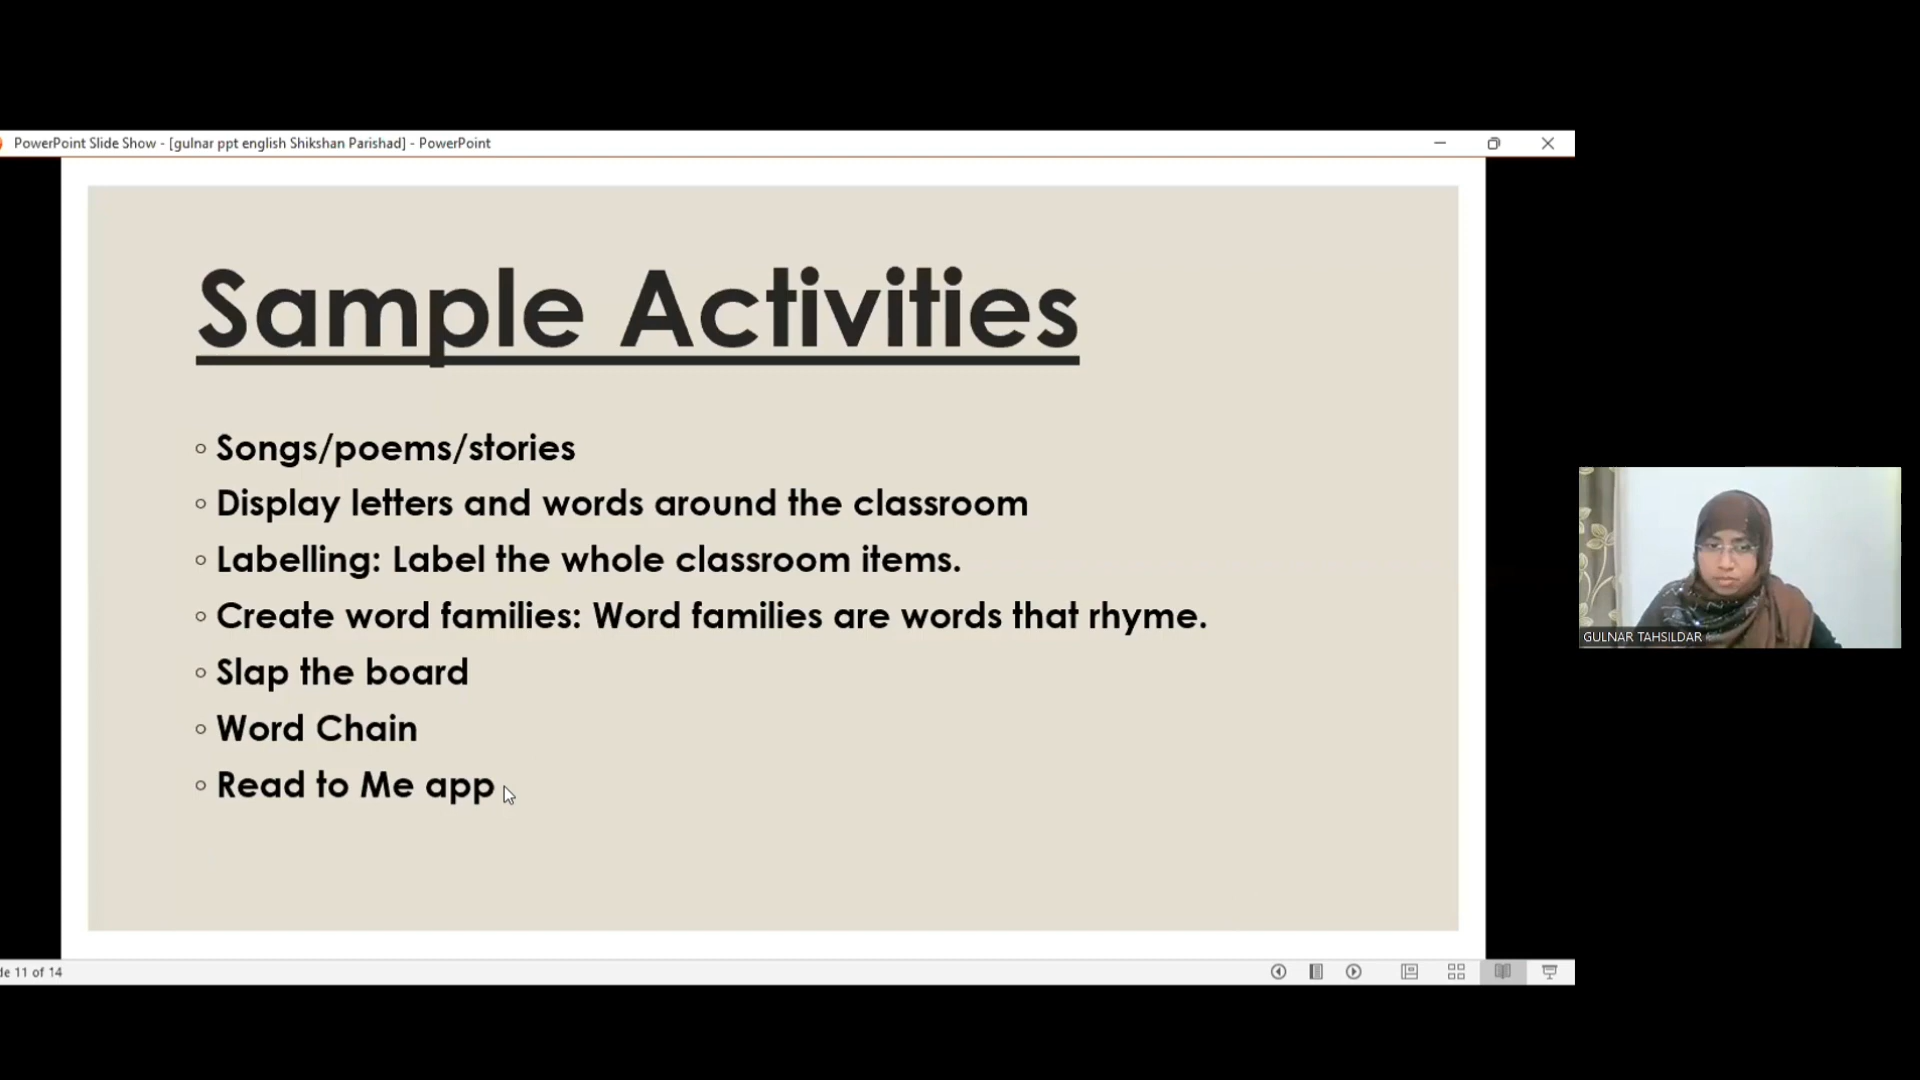 PowerPoint Slide Show - [gulnar ppt english Shikshan Parishad] - PowerPoint
Sample Activities
Songs/poems/stories
Display letters and words around the classroom
Labelling: Label the whole classroom items.
Create word families: Word families are words that rhyme.
Slap the board
Word Chain
Read to Me app
GULNAR TAHSILDAR
de 11 of 14